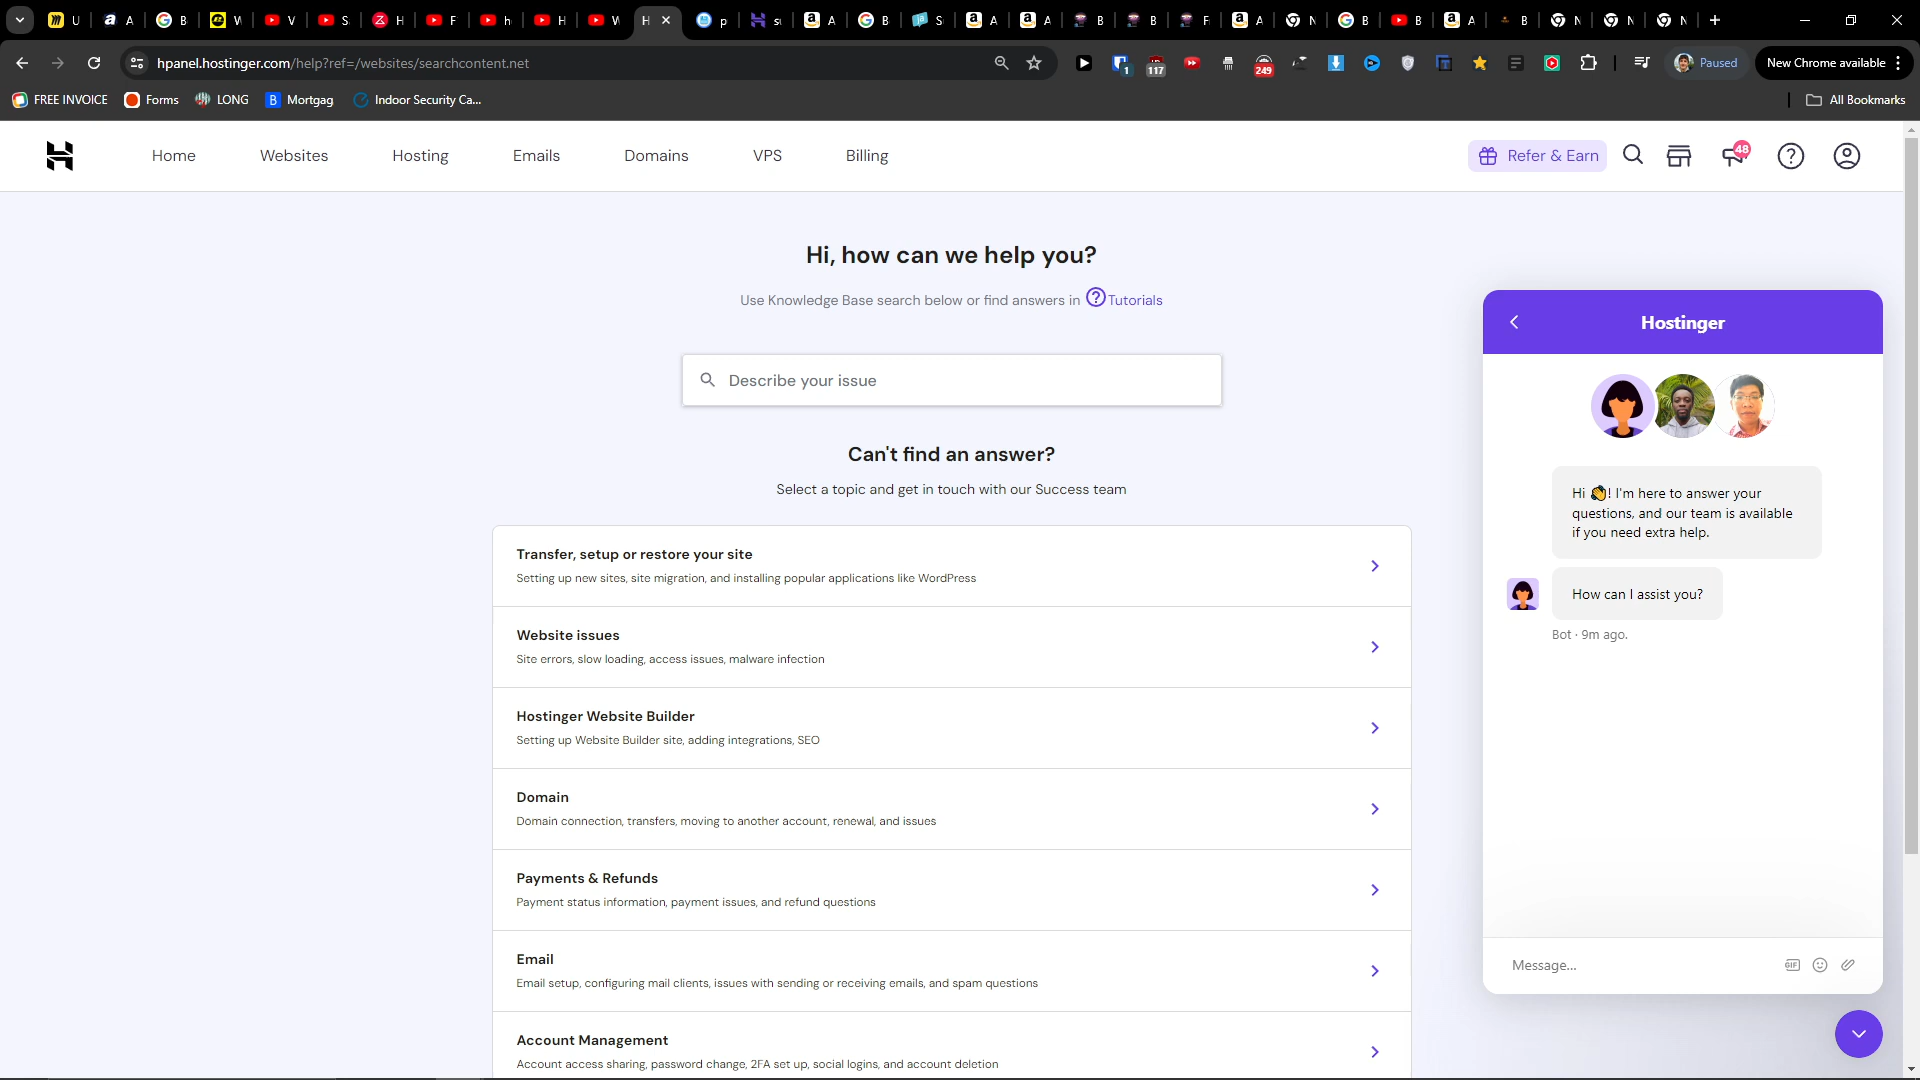 U
A
B
W
V
S
H
F
h
H
W
H
p
su
A
B
S
A
A
B
B
F
A
N
B
B
A
B
N
N
N
hpanel.hostinger.com/help?ref=/websites/searchcontent.net
1
117
249
Paused
New Chrome available
FREE INVOICE
Forms
LONG
B
Mortgag
Indoor Security Ca...
All Bookmarks
Home
Websites
Hosting
Emails
Domains
VPS
Billing
Refer & Earn
48
Hi, how can we help you?
Use Knowledge Base search below or find answers in Tutorials
Describe your issue
Can't find an answer?
Select a topic and get in touch with our Success team
Transfer, setup or restore your site
Setting up new sites, site migration, and installing popular applications like WordPress
Website issues
Site errors, slow loading, access issues, malware infection
Hostinger Website Builder
Setting up Website Builder site, adding integrations, SEO
Domain
Domain connection, transfers, moving to another account, renewal, and issues
Payments & Refunds
Payment status information, payment issues, and refund questions
Email
Email setup, configuring mail clients, issues with sending or receiving emails, and spam questions
Account Management
Account access sharing, password change, 2FA set up, social logins, and account deletion
Hostinger
Hi 👋! I'm here to answer your
questions, and our team is available
if you need extra help.
How can I assist you?
Bot · 9m ago.
Message...
GIF